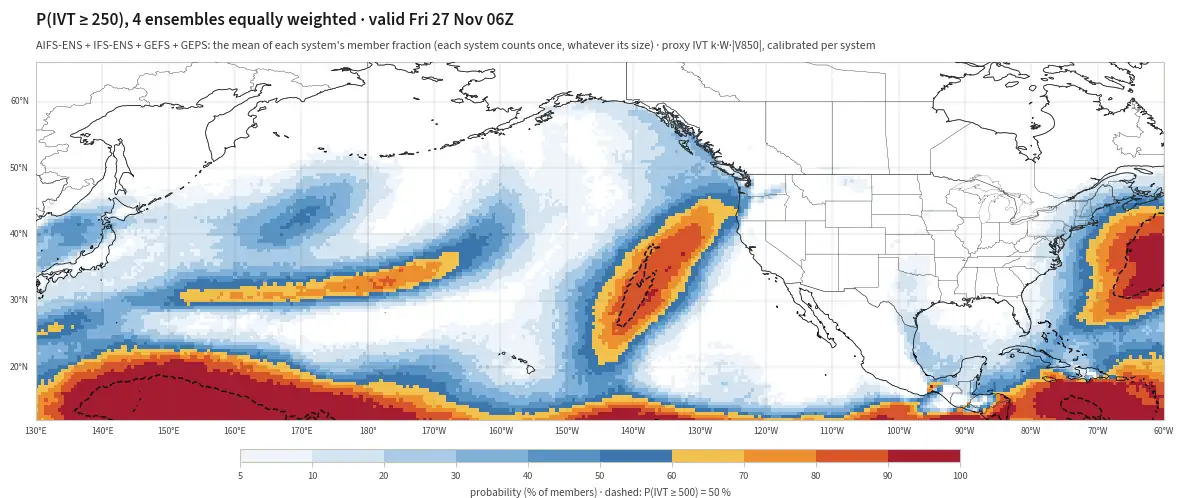 P(IVT ≥ 250), 4 ensembles equally weighted · valid Fri 27 Nov 06Z
AIFS-ENS + IFS-ENS + GEFS + GEPS: the mean of each system's member fraction (each system counts once, whatever its size) · proxy IVT k·W·|V850|, calibrated per system
60°N
50°N
40°N
30°N
20°N
130°E 140°E 150°E 160°E 170°E 180° 170°W 160°W 150°W 140°W 130°W 120°W 110°W 100°W 90°W 80°W 70°W 60°W
5 10 20 30 40 50 60 70 80 90 100
probability (% of members) · dashed: P(IVT ≥ 500) = 50 %